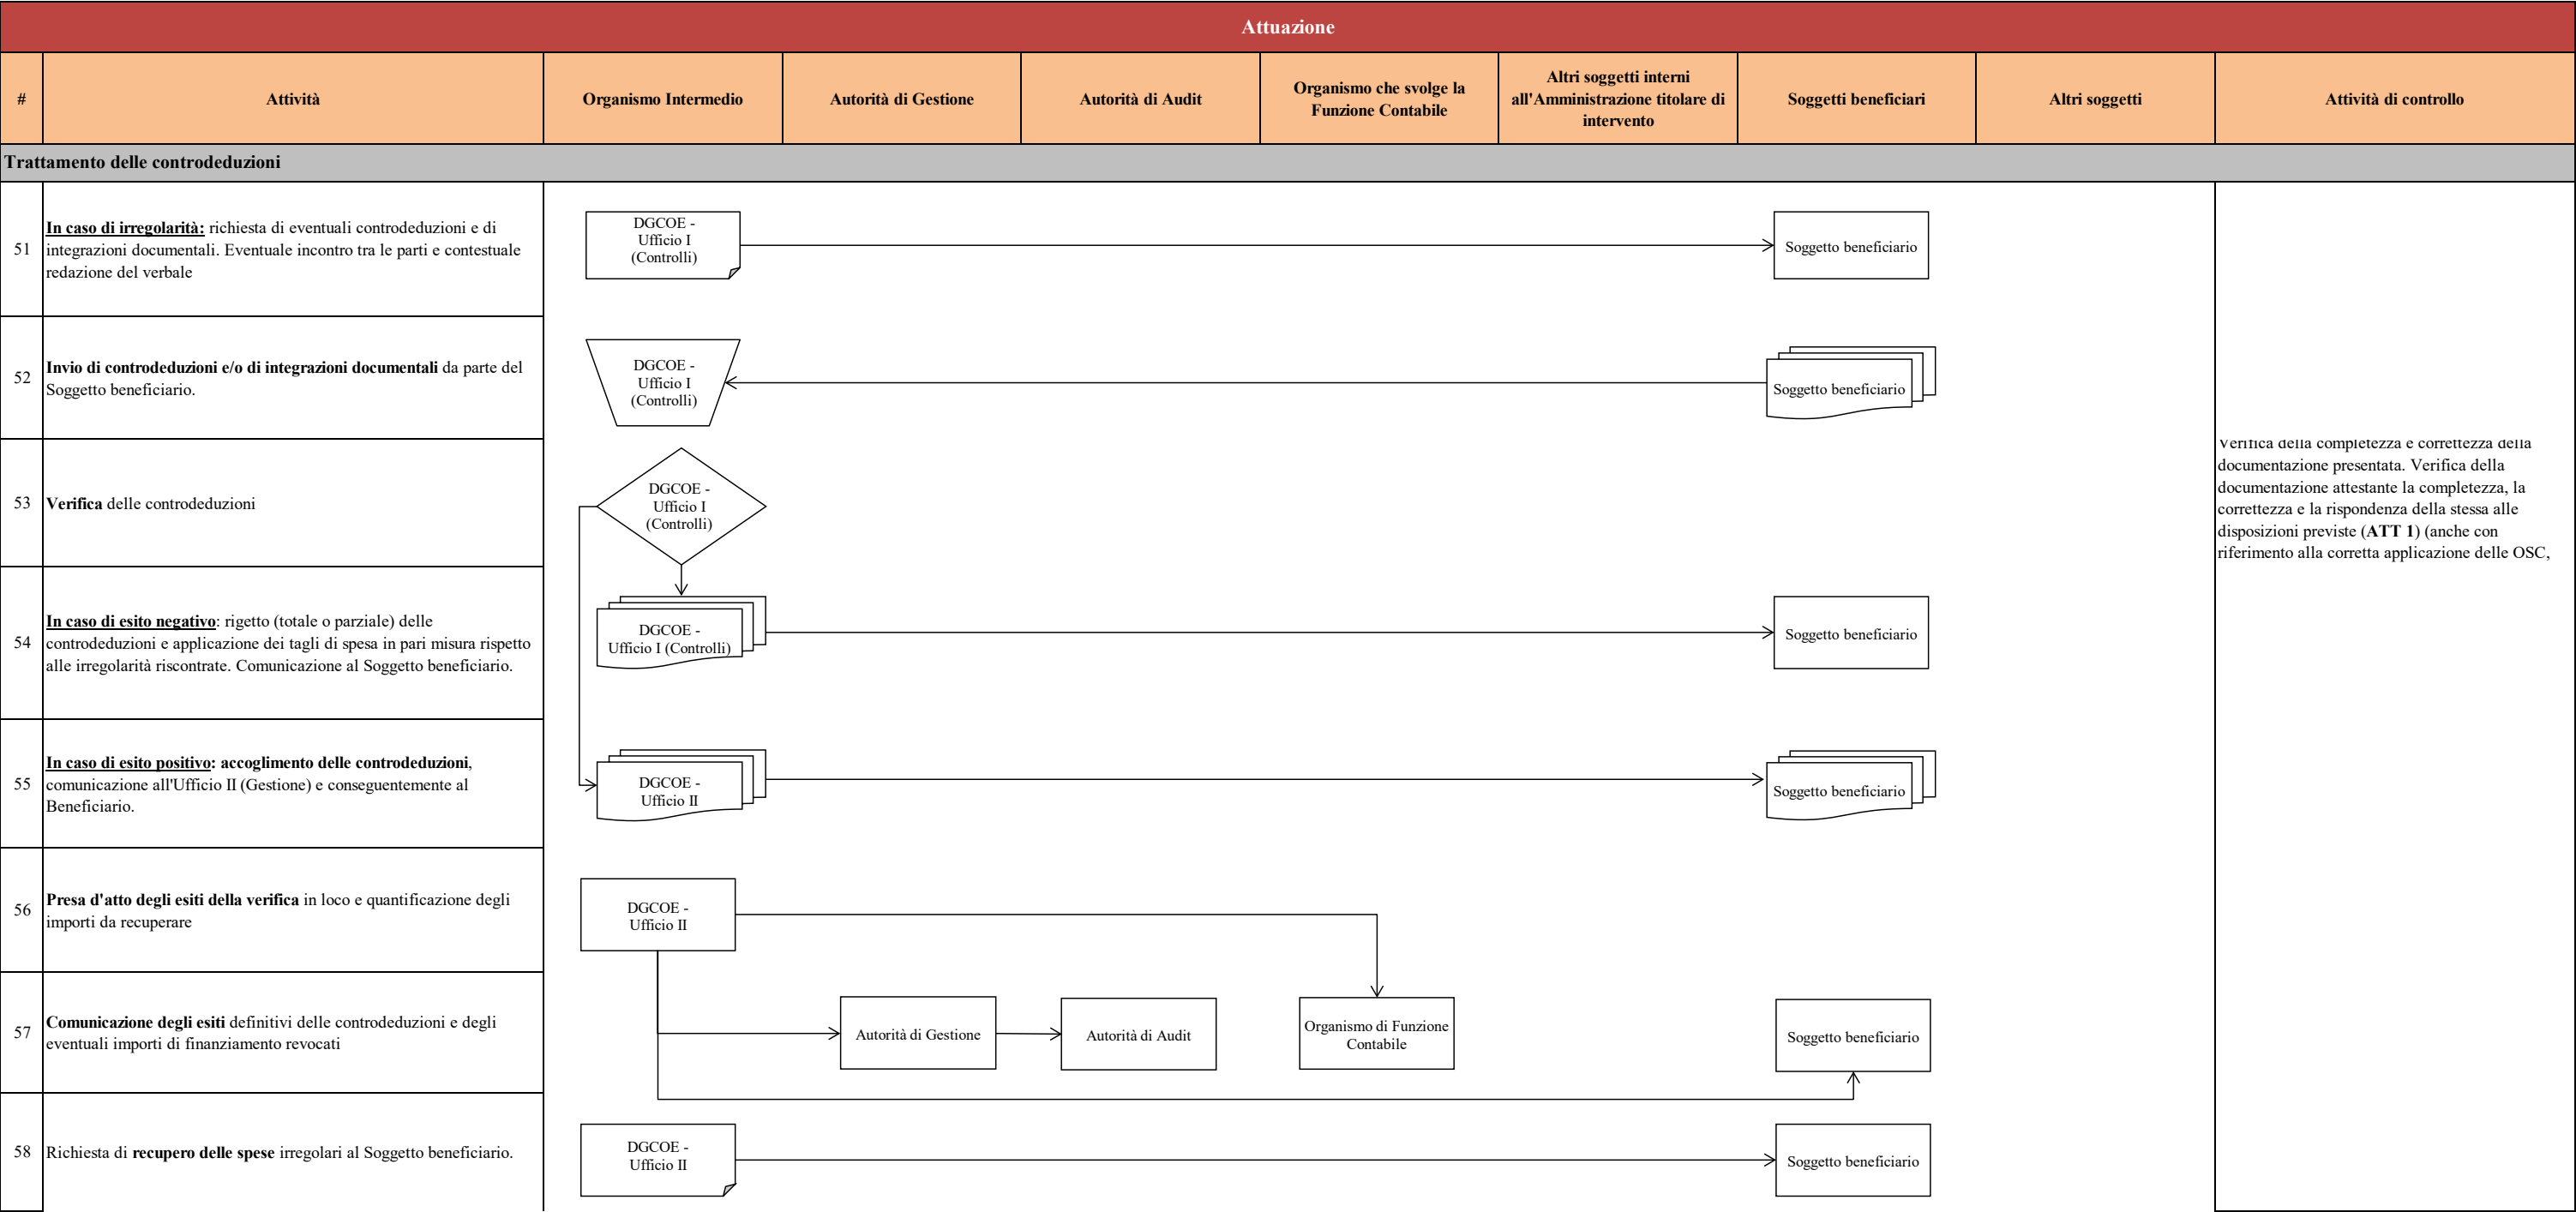 Attuazione
#
Attività
Organismo Intermedio
Autorità di Gestione
Autorità di Audit
Organismo che svolge la
Funzione Contabile
Altri soggetti interni
all'Amministrazione titolare di
intervento
Soggetti beneficiari
Altri soggetti
Attività di controllo
Trattamento delle controdeduzioni
51
In caso di irregolarità: richiesta di eventuali controdeduzioni e di
integrazioni documentali. Eventuale incontro tra le parti e contestuale
redazione del verbale
DGCOE -
Ufficio I
(Controlli)
Soggetto beneficiario
52
Invio di controdeduzioni e/o di integrazioni documentali da parte del
Soggetto beneficiario.
DGCOE -
Ufficio I
(Controlli)
Soggetto beneficiario
53
Verifica delle controdeduzioni
DGCOE -
Ufficio I
(Controlli)
Verifica della completezza e correttezza della
documentazione presentata. Verifica della
documentazione attestante la completezza, la
correttezza e la rispondenza della stessa alle
disposizioni previste (ATT 1) (anche con
riferimento alla corretta applicazione delle OSC,
54
In caso di esito negativo: rigetto (totale o parziale) delle
controdeduzioni e applicazione dei tagli di spesa in pari misura rispetto
alle irregolarità riscontrate. Comunicazione al Soggetto beneficiario.
DGCOE -
Ufficio I (Controlli)
Soggetto beneficiario
55
In caso di esito positivo: accoglimento delle controdeduzioni,
comunicazione all'Ufficio II (Gestione) e conseguentemente al
Beneficiario.
DGCOE -
Ufficio II
Soggetto beneficiario
56
Presa d'atto degli esiti della verifica in loco e quantificazione degli
importi da recuperare
DGCOE -
Ufficio II
57
Comunicazione degli esiti definitivi delle controdeduzioni e degli
eventuali importi di finanziamento revocati
Autorità di Gestione
Autorità di Audit
Organismo di Funzione
Contabile
Soggetto beneficiario
58
Richiesta di recupero delle spese irregolari al Soggetto beneficiario.
DGCOE -
Ufficio II
Soggetto beneficiario